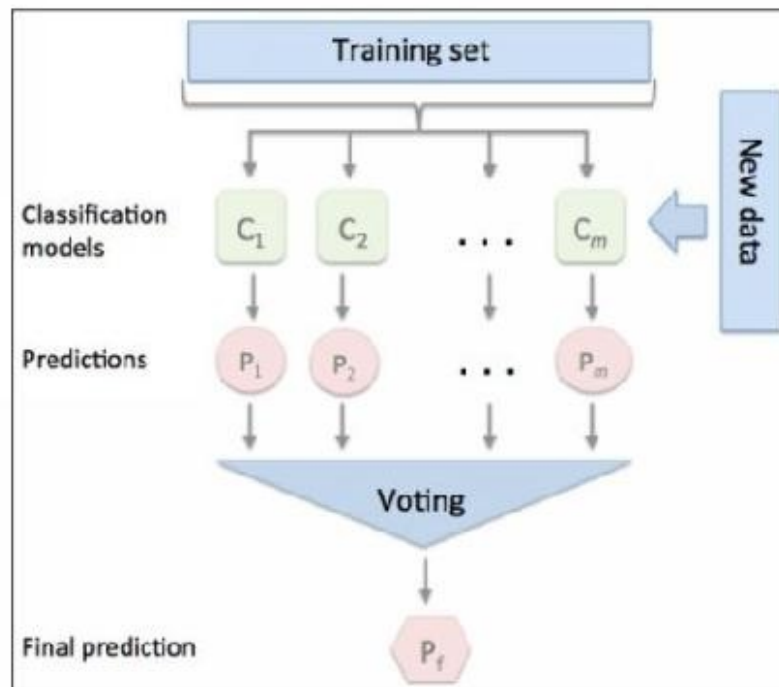 Training set
New data
Classification
models
C1 C2 ... Cm
Predictions
P1 P2 ... Pm
Voting
Final prediction
Pf